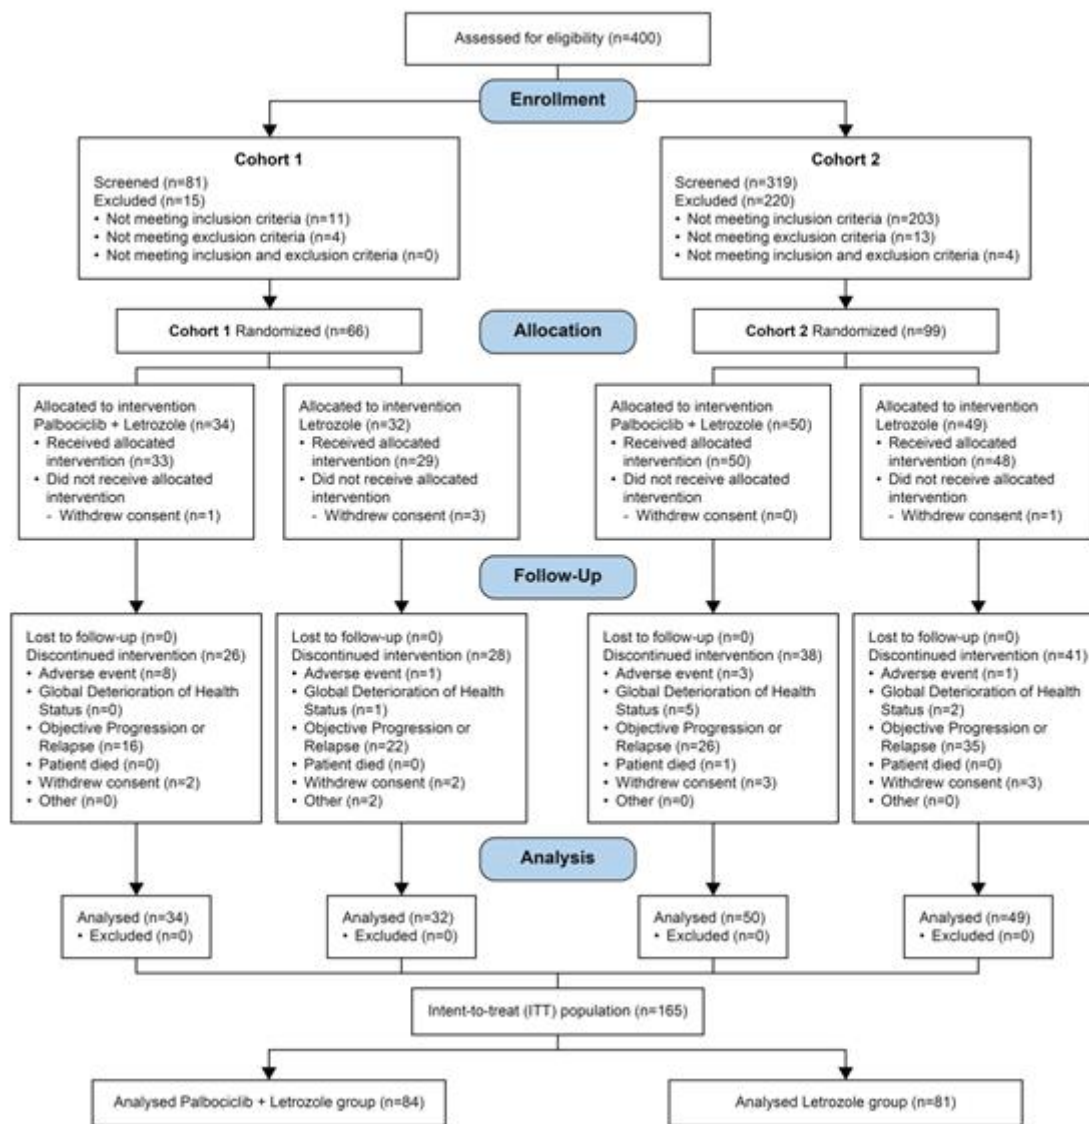 Assessed for eligibility (n=400)
Enrollment
Cohort 1
Screened (n=81)
Excluded (n=15)
• Not meeting inclusion criteria (n=11)
• Not meeting exclusion criteria (n=4)
• Not meeting inclusion and exclusion criteria (n=0)
Cohort 2
Screened (n=319)
Excluded (n=220)
• Not meeting inclusion criteria (n=203)
• Not meeting exclusion criteria (n=13)
• Not meeting inclusion and exclusion criteria (n=4)
Cohort 1 Randomized (n=66)
Allocation
Cohort 2 Randomized (n=99)
Allocated to intervention
Palbociclib + Letrozole (n=34)
• Received allocated
intervention (n=33)
• Did not receive allocated
intervention
- Withdrew consent (n=1)
Allocated to intervention
Letrozole (n=32)
• Received allocated
intervention (n=29)
• Did not receive allocated
intervention
- Withdrew consent (n=3)
Allocated to intervention
Palbociclib + Letrozole (n=50)
• Received allocated
intervention (n=50)
• Did not receive allocated
intervention
- Withdrew consent (n=0)
Allocated to intervention
Letrozole (n=49)
• Received allocated
intervention (n=48)
• Did not receive allocated
intervention
- Withdrew consent (n=1)
Follow-Up
Lost to follow-up (n=0)
Discontinued intervention (n=26)
• Adverse event (n=8)
• Global Deterioration of Health
Status (n=0)
• Objective Progression or
Relapse (n=16)
• Patient died (n=0)
• Withdrew consent (n=2)
• Other (n=0)
Lost to follow-up (n=0)
Discontinued intervention (n=28)
• Adverse event (n=1)
• Global Deterioration of Health
Status (n=1)
• Objective Progression or
Relapse (n=22)
• Patient died (n=0)
• Withdrew consent (n=2)
• Other (n=2)
Lost to follow-up (n=0)
Discontinued intervention (n=38)
• Adverse event (n=3)
• Global Deterioration of Health
Status (n=5)
• Objective Progression or
Relapse (n=26)
• Patient died (n=1)
• Withdrew consent (n=3)
• Other (n=0)
Lost to follow-up (n=0)
Discontinued intervention (n=41)
• Adverse event (n=1)
• Global Deterioration of Health
Status (n=2)
• Objective Progression or
Relapse (n=35)
• Patient died (n=0)
• Withdrew consent (n=3)
• Other (n=0)
Analysis
Analysed (n=34)
• Excluded (n=0)
Analysed (n=32)
• Excluded (n=0)
Analysed (n=50)
• Excluded (n=0)
Analysed (n=49)
• Excluded (n=0)
Intent-to-treat (ITT) population (n=165)
Analysed Palbociclib + Letrozole group (n=84)
Analysed Letrozole group (n=81)